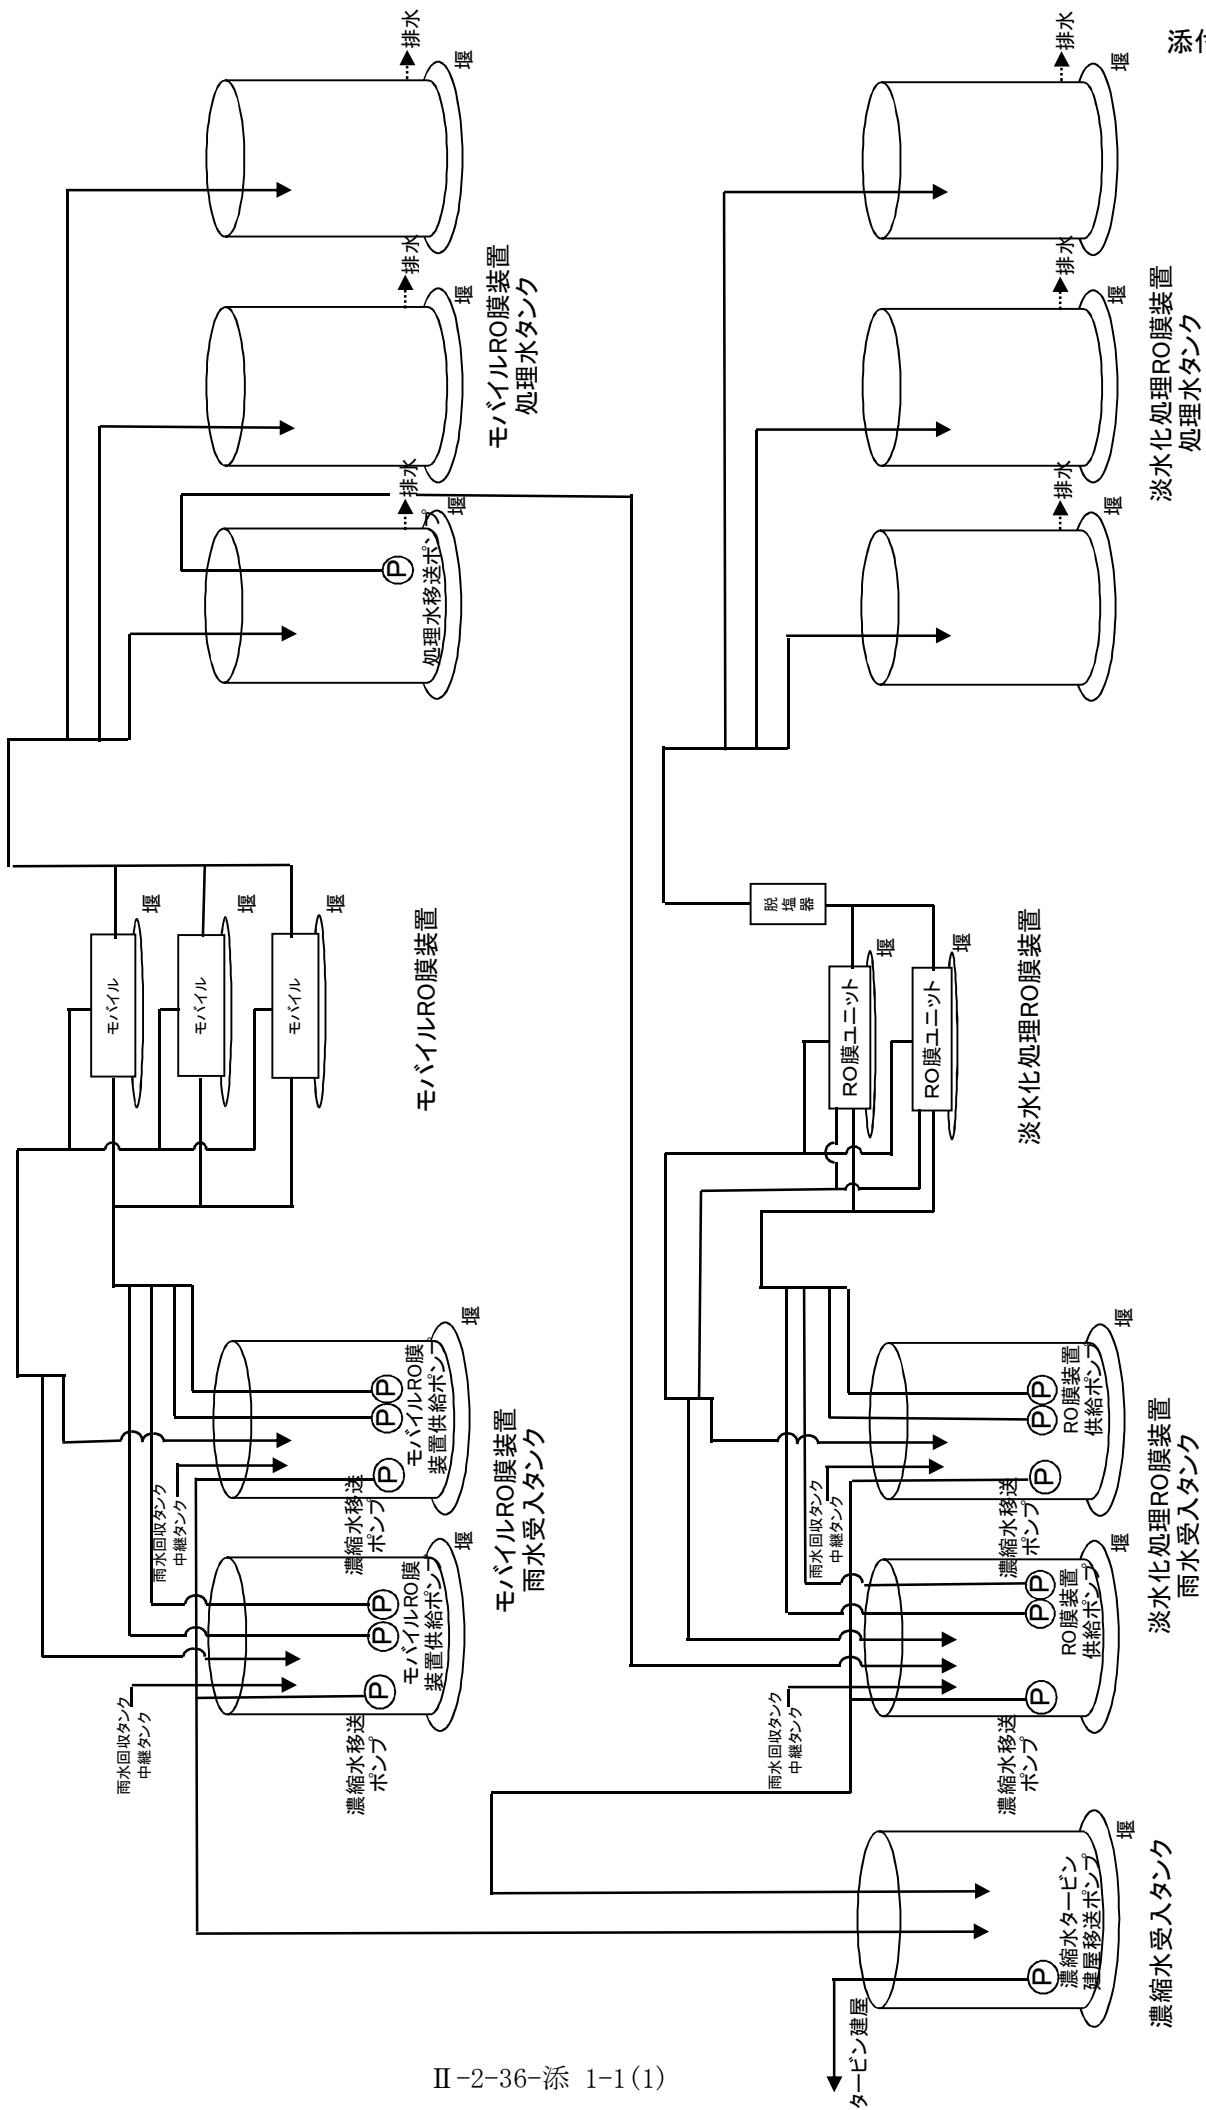 添
雨水回収タンク
中継タンク
濃縮水移送
ポンプ
P
P
P
モバイルRO膜
装置供給ポンプ
堰
雨水回収タンク
中継タンク
濃縮水移送
ポンプ
P
P
P
モバイルRO膜
装置供給ポンプ
堰
モバイルRO膜装置
雨水受入タンク
モバイル
堰
モバイル
堰
モバイル
堰
モバイルRO膜装置
P
処理水移送ポンプ
排水
堰
排水
堰
排水
堰
モバイルRO膜装置
処理水タンク
タービン建屋
P
濃縮水タービン
建屋移送ポンプ
堰
濃縮水受入タンク
雨水回収タンク
中継タンク
濃縮水移送
ポンプ
P
P
P
RO膜装置
供給ポンプ
堰
雨水回収タンク
中継タンク
濃縮水移送
ポンプ
P
P
P
RO膜装置
供給ポンプ
堰
淡水化処理RO膜装置
雨水受入タンク
RO膜ユニット
堰
RO膜ユニット
堰
淡水化処理RO膜装置
脱
塩
器
排水
堰
排水
堰
排水
堰
淡水化処理RO膜装置
処理水タンク
Ⅱ-2-36-添 1-1(1)